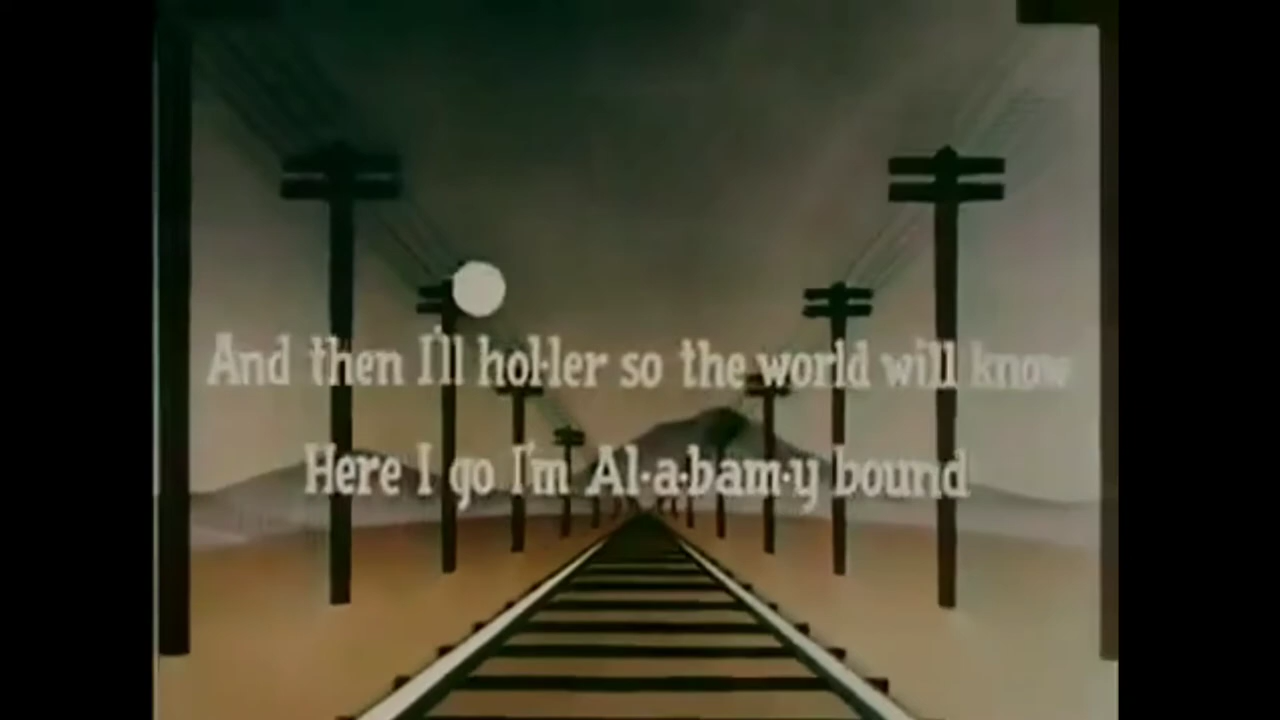 And then I'll hol·ler so the world will know
Here I go I'm Al·a·bam·y bound